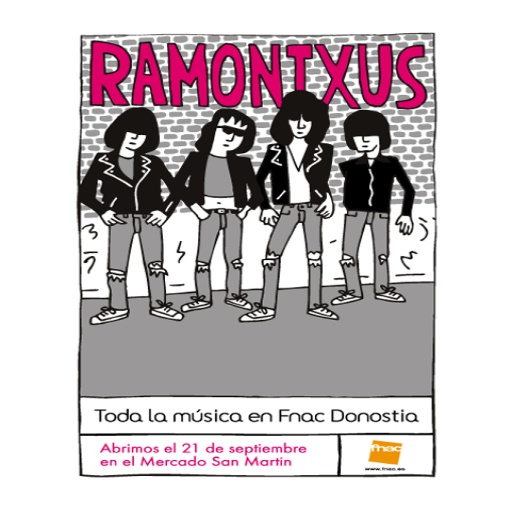 RAMONTXUS
Toda la música en Fnac Donostia
Abrimos el 21 de septiembre
en el Mercado San Martin
fnac
www.fnac.es